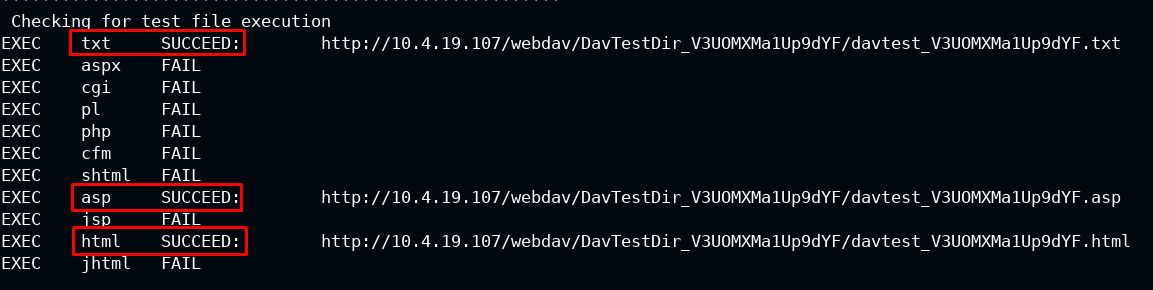 Checking for test file execution
EXEC txt SUCCEED: http://10.4.19.107/webdav/DavTestDir_V3UOMXMa1Up9dYF/davtest_V3UOMXMa1Up9dYF.txt
EXEC aspx FAIL
EXEC cgi FAIL
EXEC pl FAIL
EXEC php FAIL
EXEC cfm FAIL
EXEC shtml FAIL
EXEC asp SUCCEED: http://10.4.19.107/webdav/DavTestDir_V3UOMXMa1Up9dYF/davtest_V3UOMXMa1Up9dYF.asp
EXEC jsp FAIL
EXEC html SUCCEED: http://10.4.19.107/webdav/DavTestDir_V3UOMXMa1Up9dYF/davtest_V3UOMXMa1Up9dYF.html
EXEC jhtml FAIL